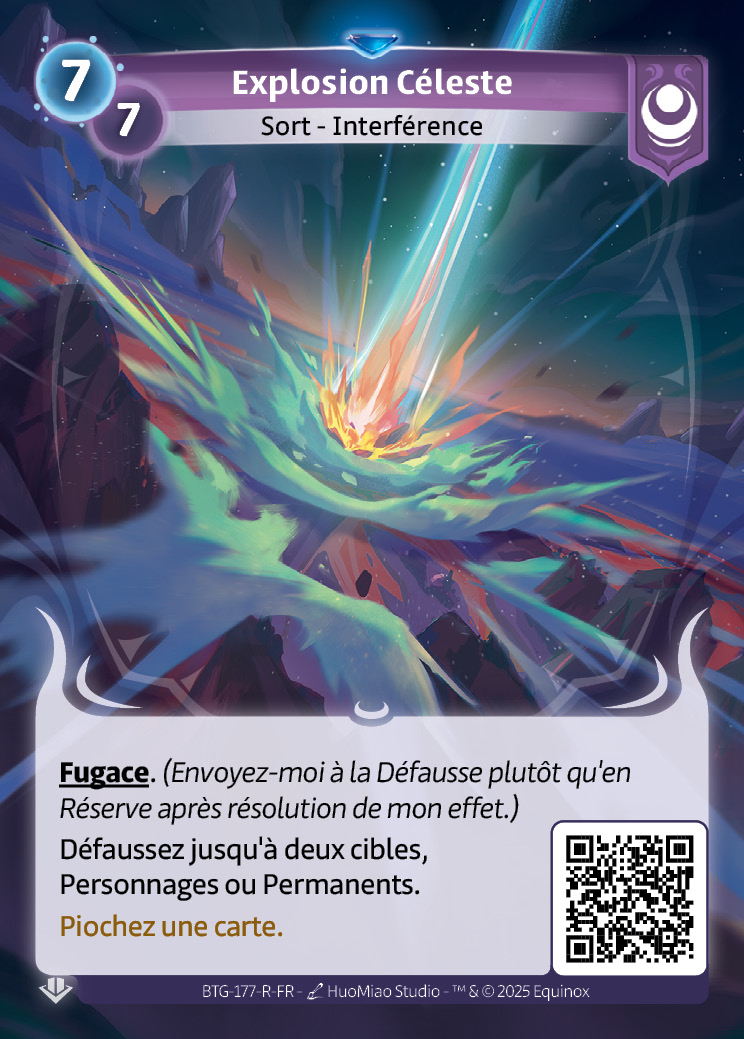 7
7
Explosion Céleste
Sort - Interférence
Fugace. (Envoyez-moi à la Défausse plutôt qu'en
Réserve après résolution de mon effet.)
Défaussez jusqu'à deux cibles,
Personnages ou Permanents.
Piochez une carte.
BTG-177-R-FR - HuoMiao Studio - ™ & © 2025 Equinox